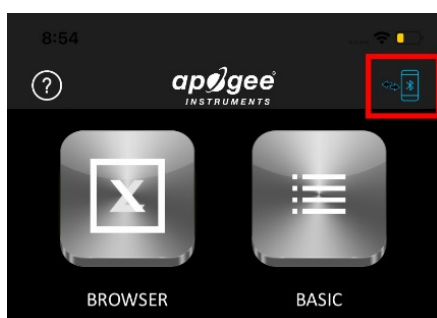 8:54
?
apogee
INSTRUMENTS
X
BROWSER
BASIC